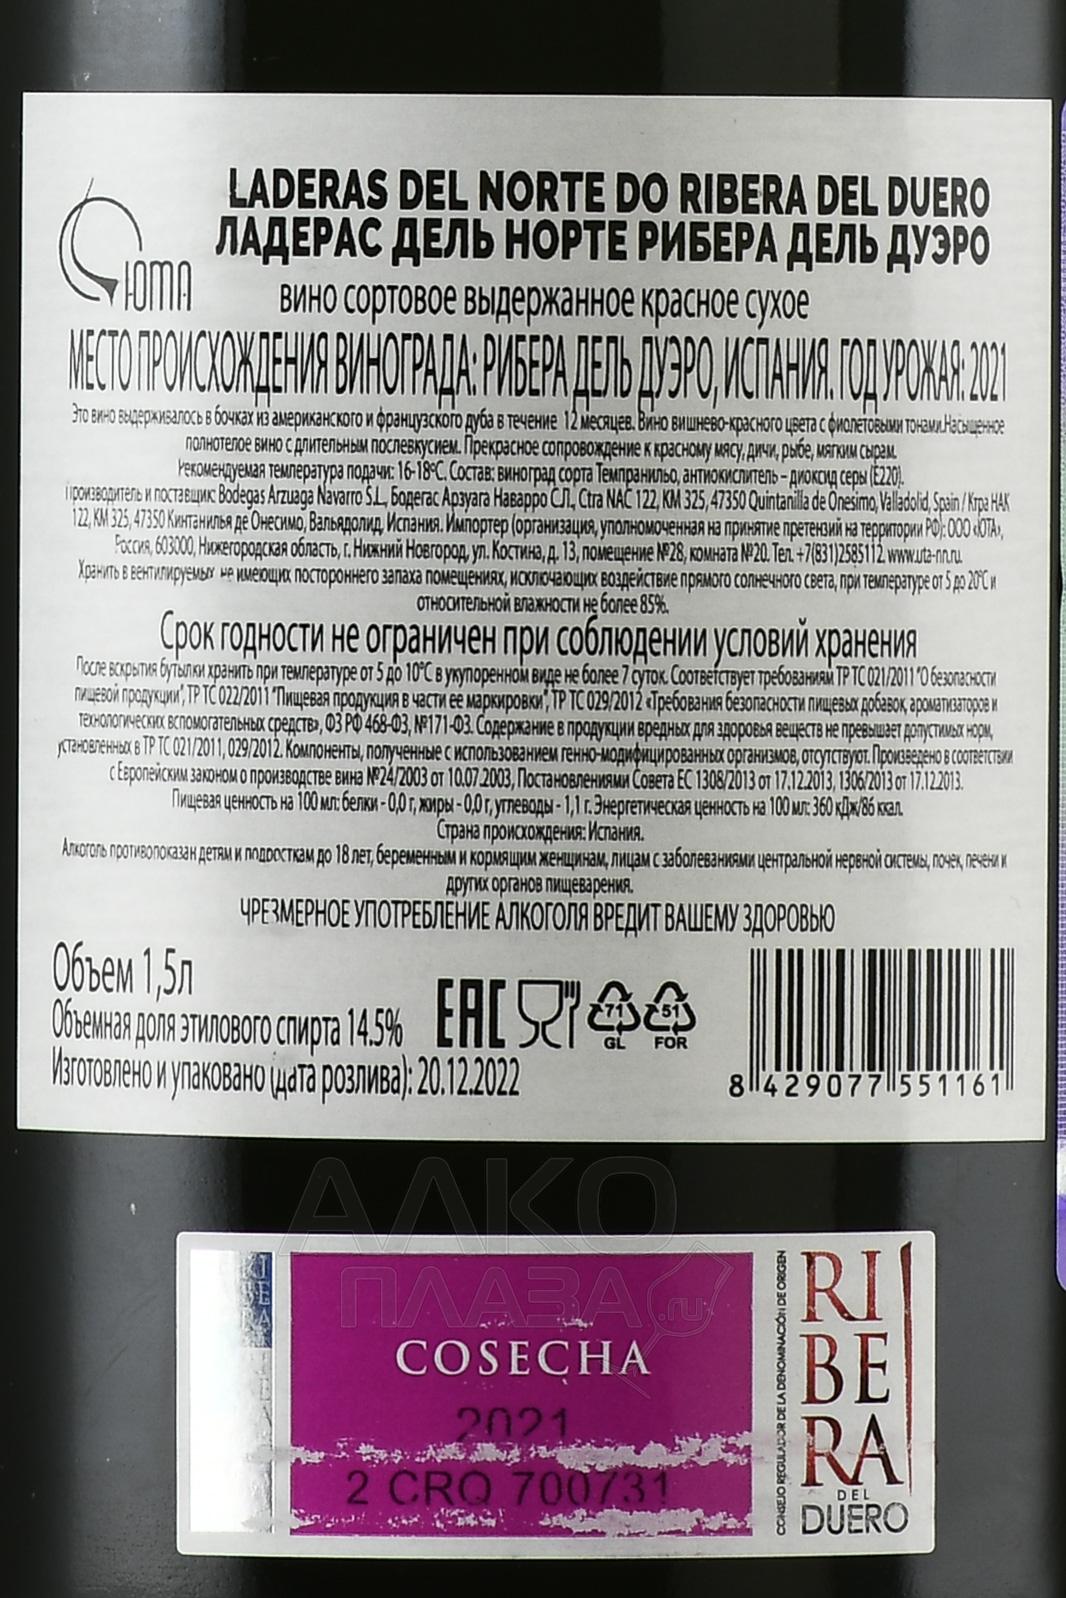 LADERAS DEL NORTE DO RIBERA DEL DUERO
ЛАДЕРАС ДЕЛЬ НОРТЕ РИБЕРА ДЕЛЬ ДУЭРО
Юта
вино сортовое выдержанное красное сухое
МЕСТО ПРОИСХОЖДЕНИЯ ВИНОГРАДА: РИБЕРА ДЕЛЬ ДУЭРО, ИСПАНИЯ. ГОД УРОЖАЯ: 2021
Это вино выдерживалось в бочках из американского и французского дуба в течение 12 месяцев. Вино вишнево-красного цвета с фиолетовыми тонами.Насыщенное
полнотелое вино с длительным послевкусием. Прекрасное сопровождение к красному мясу, дичи, рыбе, мягким сырам.
Рекомендуемая температура подачи: 16-18°С. Состав: виноград сорта Темпранильо, антиокислитель – диоксид серы (Е220).
Производитель и поставщик: Bodegas Arzuaga Navarro S.L., Бодегас Арзуага Наварро С.Л., Ctra NAC 122, KM 325, 47350 Quintanilla de Onesimo, Valladolid, Spain / Ктра НАК
122, КМ 325, 47350 Кинтанилья де Онесимо, Вальядолид, Испания. Импортер (организация, уполномоченная на принятие претензий на территории РФ): ООО «ЮТА»,
Россия, 603000, Нижегородская область, г. Нижний Новгород, ул. Костина, д. 13, помещение №28, комната №20. Тел. +7(831)2585112 www.uta-nn.ru.
Хранить в вентилируемых не имеющих постороннего запаха помещениях, исключающих воздействие прямого солнечного света, при температуре от 5 до 20°С и
относительной влажности не более 85%.
Срок годности не ограничен при соблюдении условий хранения
После вскрытия бутылки хранить при температуре от 5 до 10°С в укупоренном виде не более 7 суток. Соответствует требованиям ТР ТС 021/2011 "О безопасности
пищевой продукции", ТР ТС 022/2011 "Пищевая продукция в части ее маркировки", ТР ТС 029/2012 «Требования безопасности пищевых добавок, ароматизаторов и
технологических вспомогательных средств», ФЗ РФ 468-ФЗ, №171-ФЗ. Содержание в продукции вредных для здоровья веществ не превышает допустимых норм,
установленных в ТР ТС 021/2011, 029/2012. Компоненты, полученные с использованием генно-модифицированных организмов, отсутствуют. Произведено в соответствии
с Европейским законом о производстве вина №24/2003 от 10.07.2003, Постановлениями Совета ЕС 1308/2013 от 17.12.2013, 1306/2013 от 17.12.2013.
Пищевая ценность на 100 мл: белки - 0,0 г, жиры - 0,0 г, углеводы - 1,1 г. Энергетическая ценность на 100 мл: 360 кДж/86 ккал.
Страна происхождения: Испания.
Алкоголь противопоказан детям и подросткам до 18 лет, беременным и кормящим женщинам, лицам с заболеваниями центральной нервной системы, почек, печени и
других органов пищеварения.
ЧРЕЗМЕРНОЕ УПОТРЕБЛЕНИЕ АЛКОГОЛЯ ВРЕДИТ ВАШЕМУ ЗДОРОВЬЮ
Объем 1,5л
Объемная доля этилового спирта 14.5%
Изготовлено и упаковано (дата розлива): 20.12.2022
EAC
71
GL
51
FOR
8 429077 551161
АЛКО
ПЛАЗА.ru
RI
BE
RA
COSECHA
2021
2 CRQ 700731
CONSEJO REGULADOR DE LA DENOMINACIÓN DE ORIGEN
RI
BE
RA
DEL
DUERO